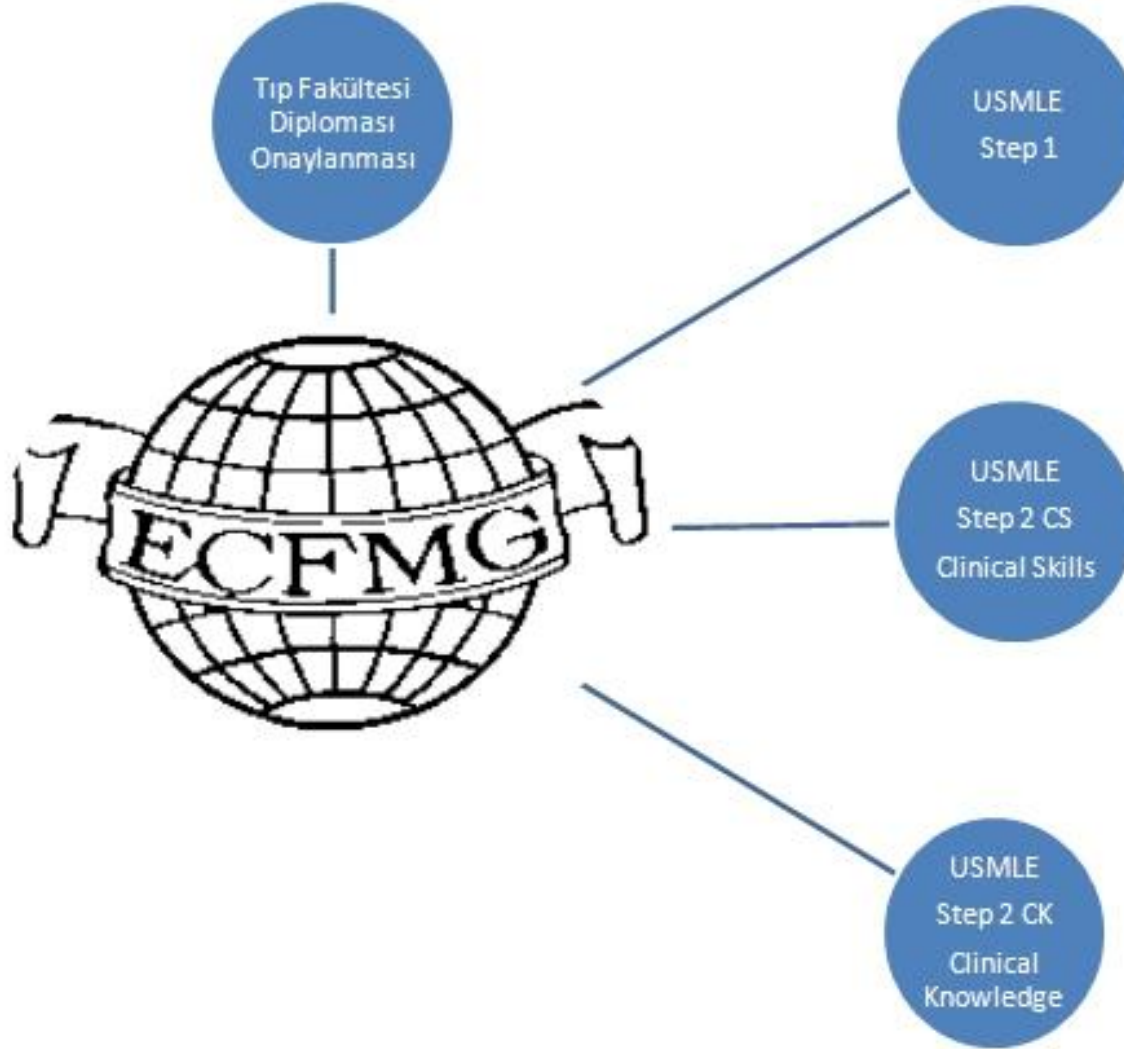 Tıp Fakültesi
Diploması
Onaylanması
USMLE
Step 1
ECFMG
USMLE
Step 2 CS
Clinical Skills
USMLE
Step 2 CK
Clinical
Knowledge